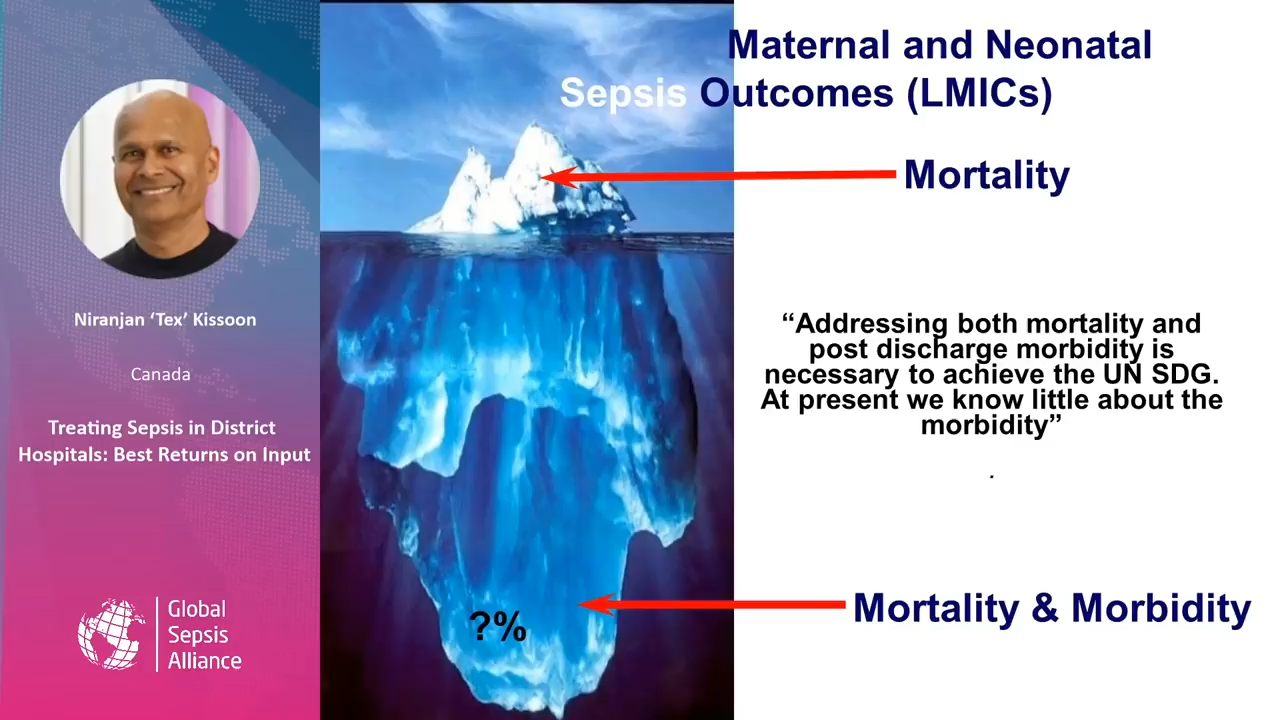 Niranjan ‘Tex’ Kissoon
Canada
Treating Sepsis in District
Hospitals: Best Returns on Input
Global
Sepsis
Alliance
Maternal and Neonatal
Sepsis Outcomes (LMICs)
Mortality
“Addressing both mortality and
post discharge morbidity is
necessary to achieve the UN SDG.
At present we know little about the
morbidity”
.
Mortality & Morbidity
?%